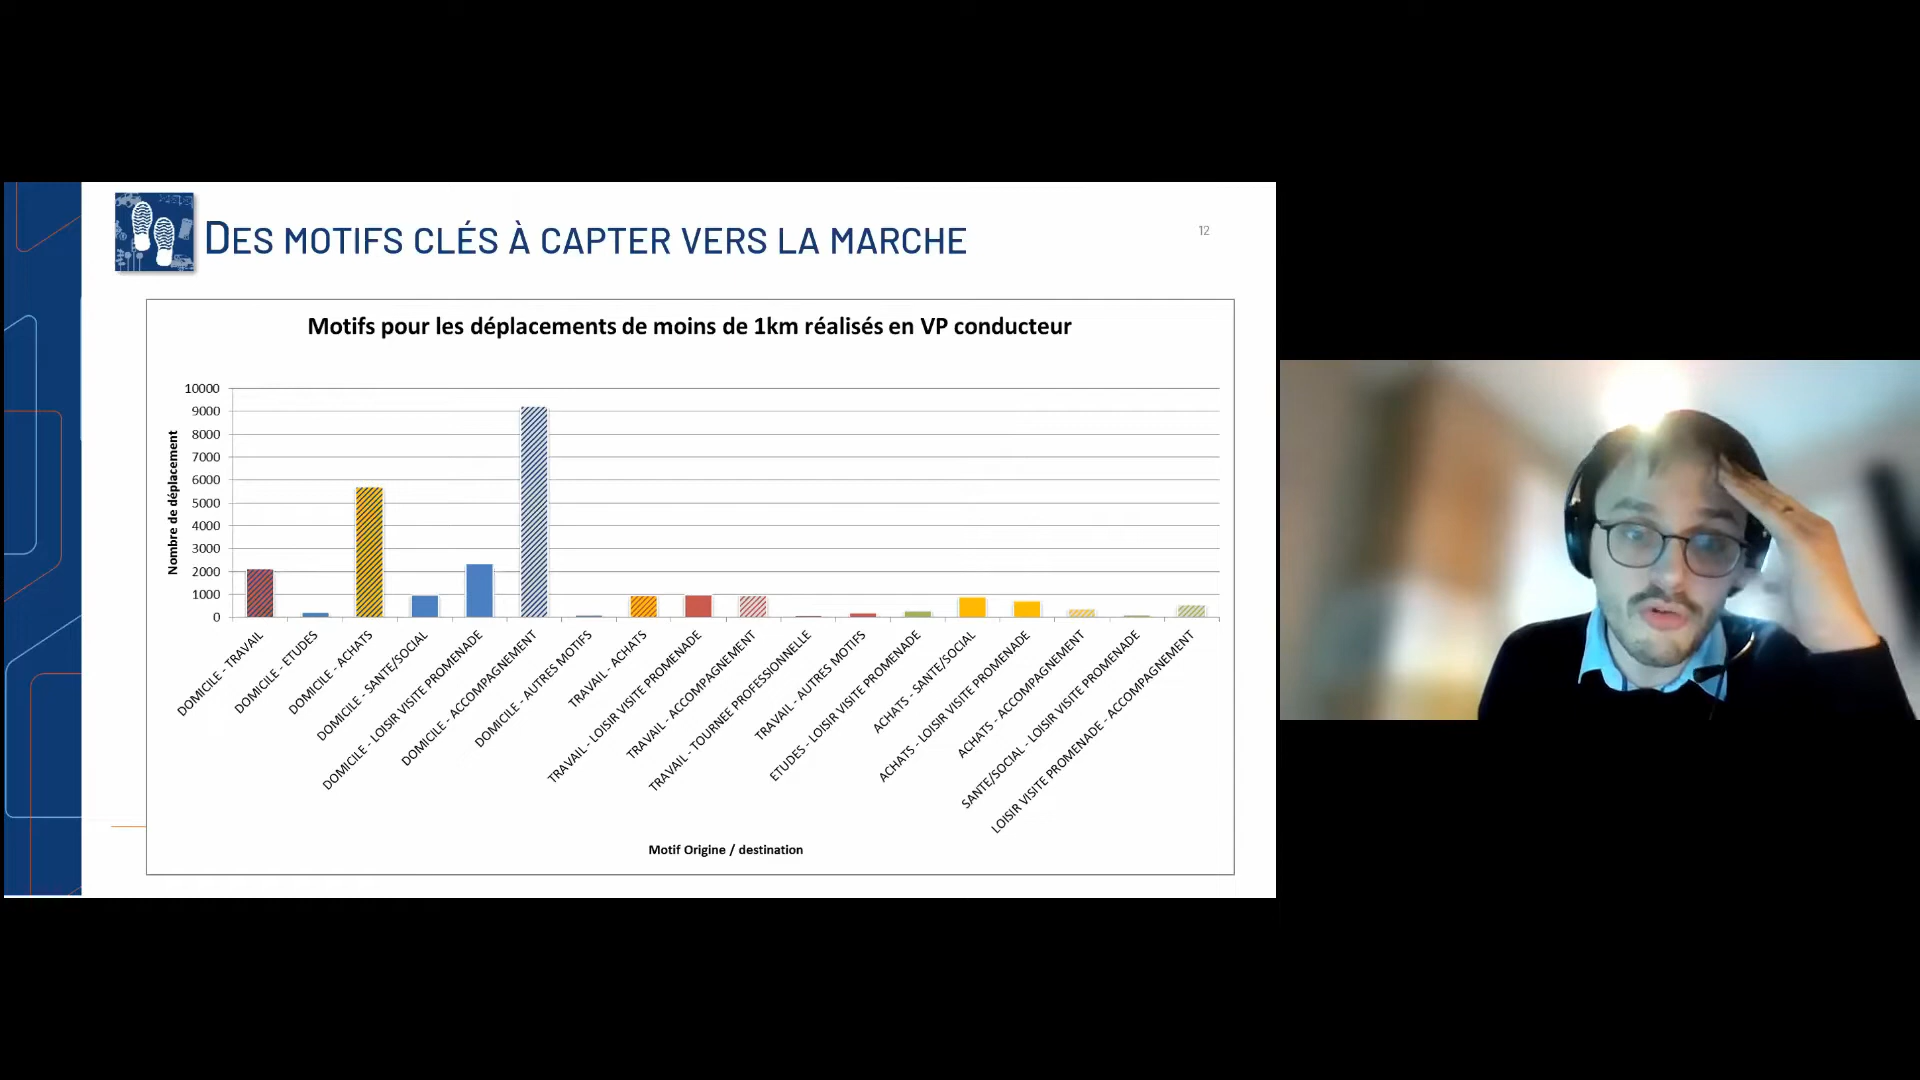 DES MOTIFS CLÉS À CAPTER VERS LA MARCHE
12
Motifs pour les déplacements de moins de 1km réalisés en VP conducteur
Nombre de déplacement
10000
9000
8000
7000
6000
5000
4000
3000
2000
1000
0
DOMICILE - TRAVAIL
DOMICILE - ETUDES
DOMICILE - ACHATS
DOMICILE - SANTE/SOCIAL
DOMICILE - LOISIR VISITE PROMENADE
DOMICILE - ACCOMPAGNEMENT
DOMICILE - AUTRES MOTIFS
TRAVAIL - ACHATS
TRAVAIL - LOISIR VISITE PROMENADE
TRAVAIL - ACCOMPAGNEMENT
TRAVAIL - TOURNEE PROFESSIONNELLE
TRAVAIL - AUTRES MOTIFS
ETUDES - LOISIR VISITE PROMENADE
ACHATS - SANTE/SOCIAL
ACHATS - LOISIR VISITE PROMENADE
ACHATS - ACCOMPAGNEMENT
SANTE/SOCIAL - LOISIR VISITE PROMENADE
LOISIR VISITE PROMENADE - ACCOMPAGNEMENT
Motif Origine / destination